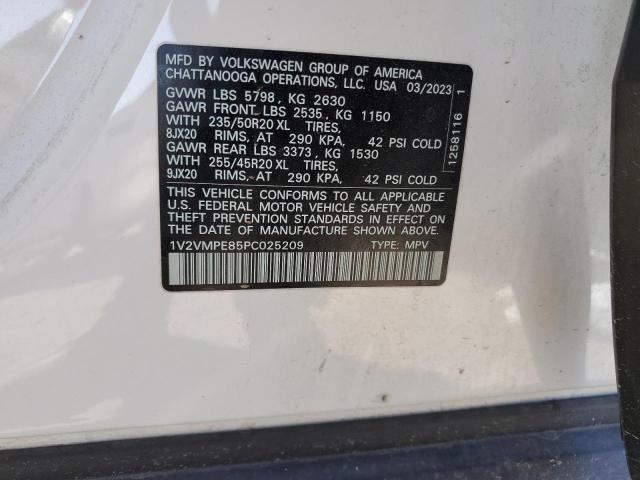 MFD BY VOLKSWAGEN GROUP OF AMERICA
CHATTANOOGA OPERATIONS, LLC. USA 03/2023
GVWR LBS 5798, KG 2630
GAWR FRONT LBS 2535, KG 1150
WITH 235/50R20 XL TIRES,
8JX20 RIMS, AT 290 KPA, 42 PSI COLD
GAWR REAR LBS 3373, KG 1530
WITH 255/45R20 XL TIRES,
9JX20 RIMS, AT 290 KPA, 42 PSI COLD
THIS VEHICLE CONFORMS TO ALL APPLICABLE
U.S. FEDERAL MOTOR VEHICLE SAFETY AND
THEFT PREVENTION STANDARDS IN EFFECT ON
THE DATE OF MANUFACTURE SHOWN ABOVE.
1V2VMPE85PC025209 TYPE: MPV
1258116 1